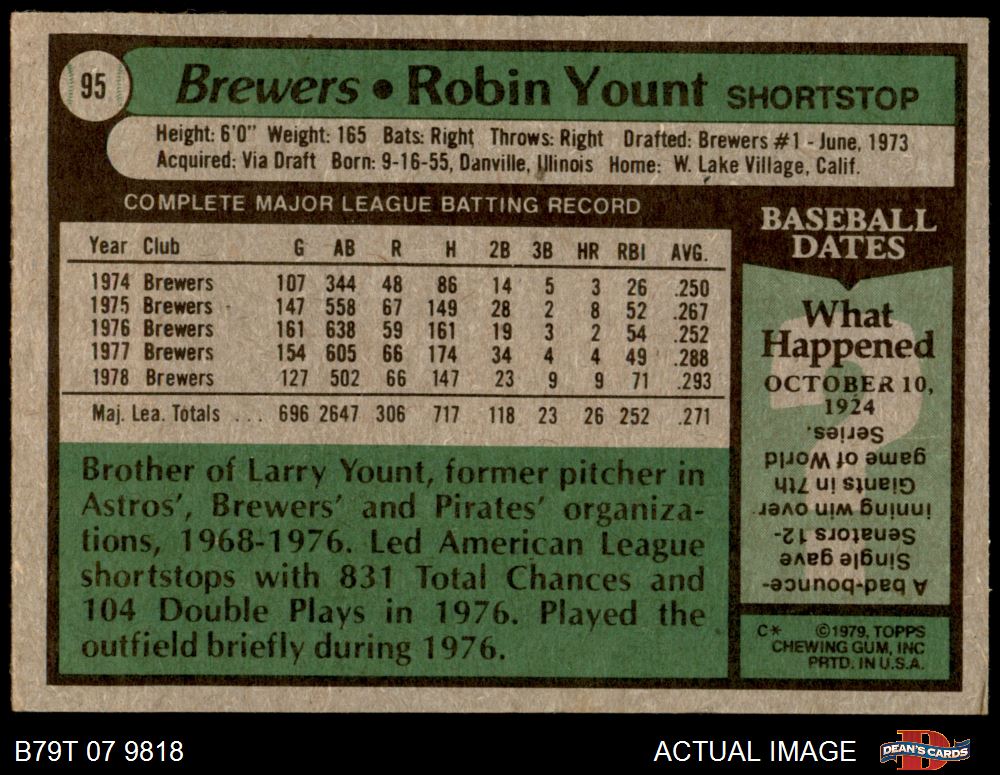 95
Brewers • Robin Yount SHORTSTOP
Height: 6'0" Weight: 165 Bats: Right Throws: Right Drafted: Brewers #1 - June, 1973
Acquired: Via Draft Born: 9-16-55, Danville, Illinois Home: W. Lake Village, Calif.
COMPLETE MAJOR LEAGUE BATTING RECORD
Year Club G AB R H 2B 3B HR RBI AVG.
1974 Brewers 107 344 48 86 14 5 3 26 .250
1975 Brewers 147 558 67 149 28 2 8 52 .267
1976 Brewers 161 638 59 161 19 3 2 54 .252
1977 Brewers 154 605 66 174 34 4 4 49 .288
1978 Brewers 127 502 66 147 23 9 9 71 .293
Maj. Lea. Totals ... 696 2647 306 717 118 23 26 252 .271
Brother of Larry Yount, former pitcher in
Astros', Brewers' and Pirates' organiza-
tions, 1968-1976. Led American League
shortstops with 831 Total Chances and
104 Double Plays in 1976. Played the
outfield briefly during 1976.
BASEBALL
DATES
What
Happened
OCTOBER 10,
1924
A bad-bounce-
Single gave
Senators 12-
inning win over
Giants in 7th
game of World
Series.
C* ©1979, TOPPS
CHEWING GUM, INC
PRTD. IN U.S.A.
B79T 07 9818
ACTUAL IMAGE
DEAN'S CARDS